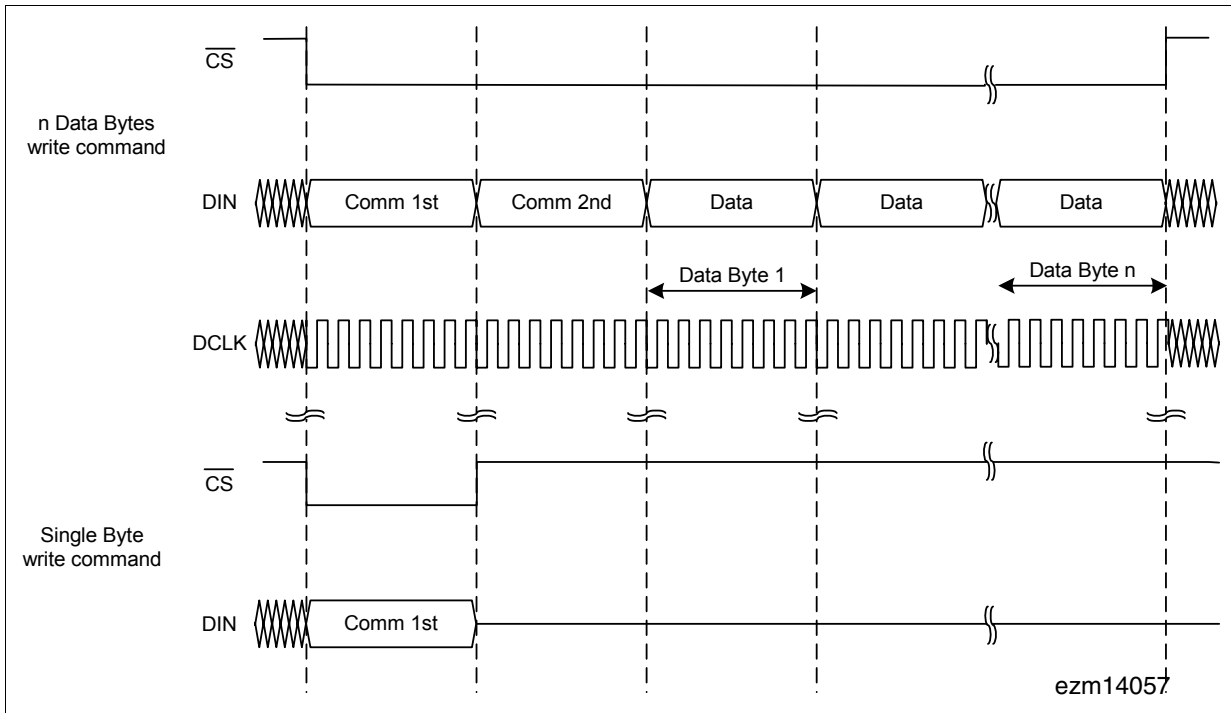 CS
n Data Bytes
write command
DIN
Comm 1st
Comm 2nd
Data
Data
Data
Data Byte 1
Data Byte n
DCLK
CS
Single Byte
write command
DIN
Comm 1st
ezm14057